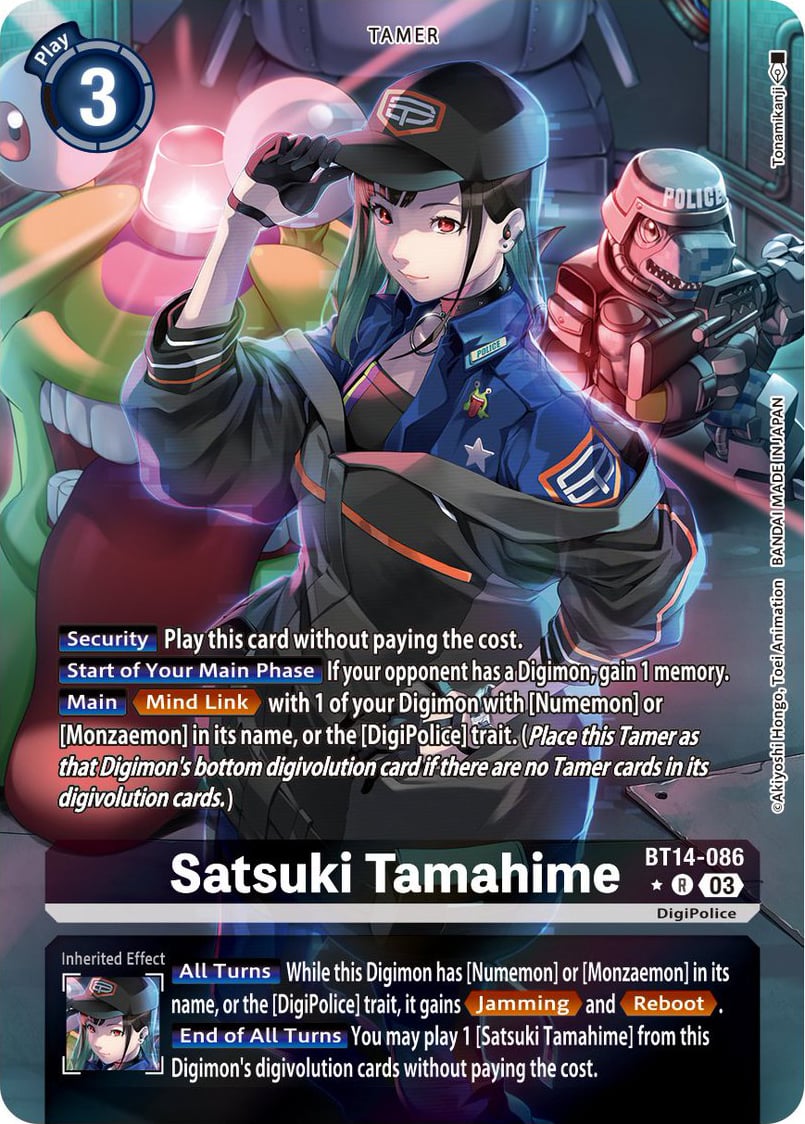 TAMER
Play
3
Tonamikanji
POLICE
POLICE
©Akiyoshi Hongo, Toei Animation BANDAI MADE IN JAPAN
Security Play this card without paying the cost.
Start of Your Main Phase If your opponent has a Digimon, gain 1 memory.
Main Mind Link with 1 of your Digimon with [Numemon] or
[Monzaemon] in its name, or the [DigiPolice] trait. (Place this Tamer as
that Digimon's bottom digivolution card if there are no Tamer cards in its
digivolution cards.)
Satsuki Tamahime
BT14-086
★ R 03
DigiPolice
Inherited Effect
All Turns While this Digimon has [Numemon] or [Monzaemon] in its
name, or the [DigiPolice] trait, it gains Jamming and Reboot.
End of All Turns You may play 1 [Satsuki Tamahime] from this
Digimon's digivolution cards without paying the cost.